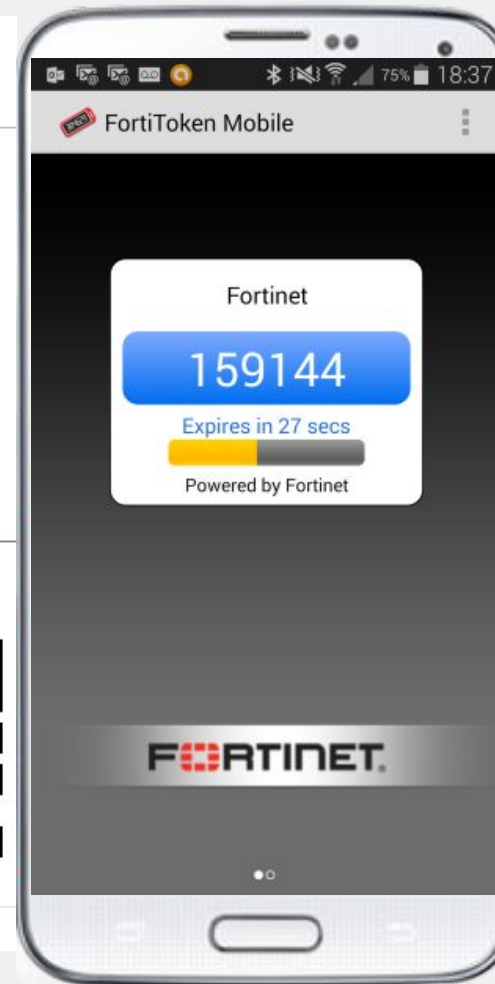 75% 18:37
FortiToken Mobile
Fortinet
159144
Expires in 27 secs
Powered by Fortinet
FORTINET